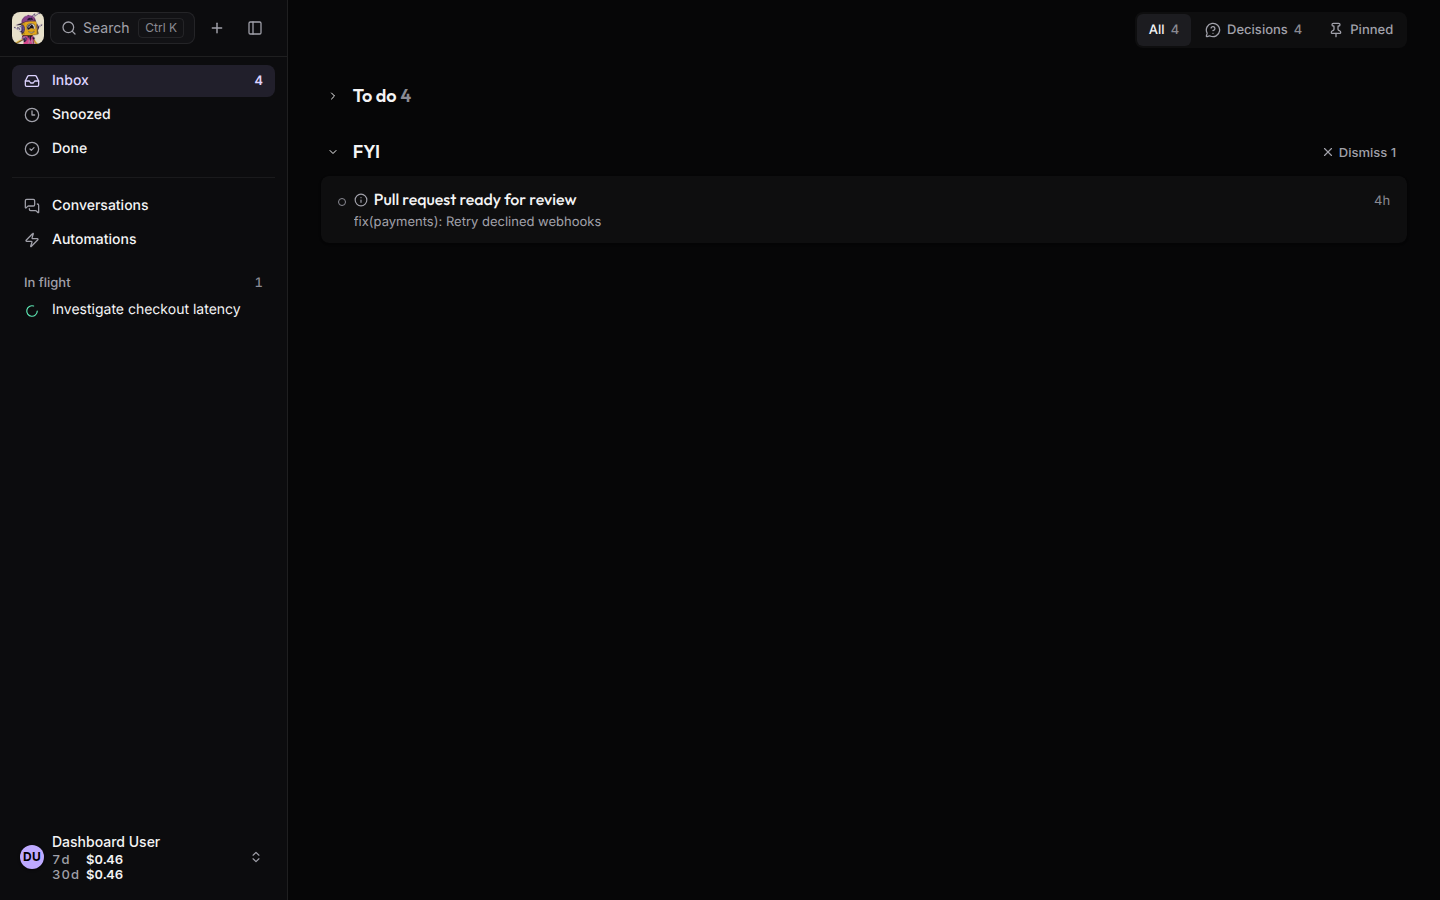 Search Ctrl K
Inbox 4
Snoozed
Done
Conversations
Automations
In flight 1
Investigate checkout latency
Dashboard User
DU
7d $0.46
30d $0.46
All 4 Decisions 4 Pinned
To do 4
FYI Dismiss 1
Pull request ready for review 4h
fix(payments): Retry declined webhooks